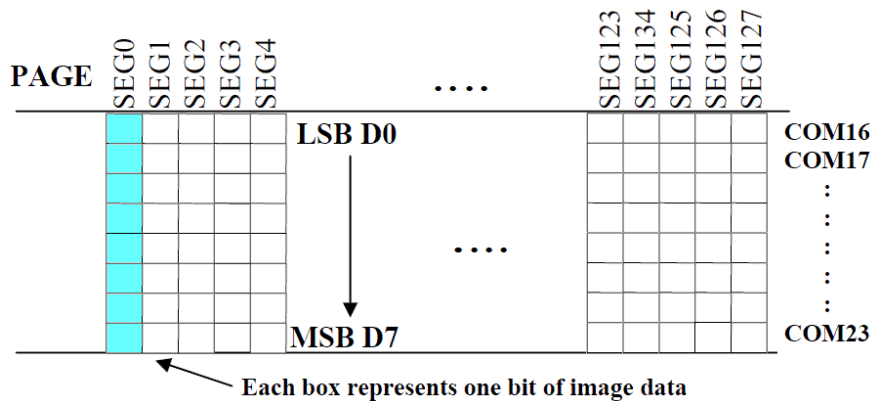 PAGE SEG0 SEG1 SEG2 SEG3 SEG4 .... SEG123 SEG134 SEG125 SEG126 SEG127
LSB D0 COM16
COM17
:
:
....
:
:
:
MSB D7 COM23
Each box represents one bit of image data